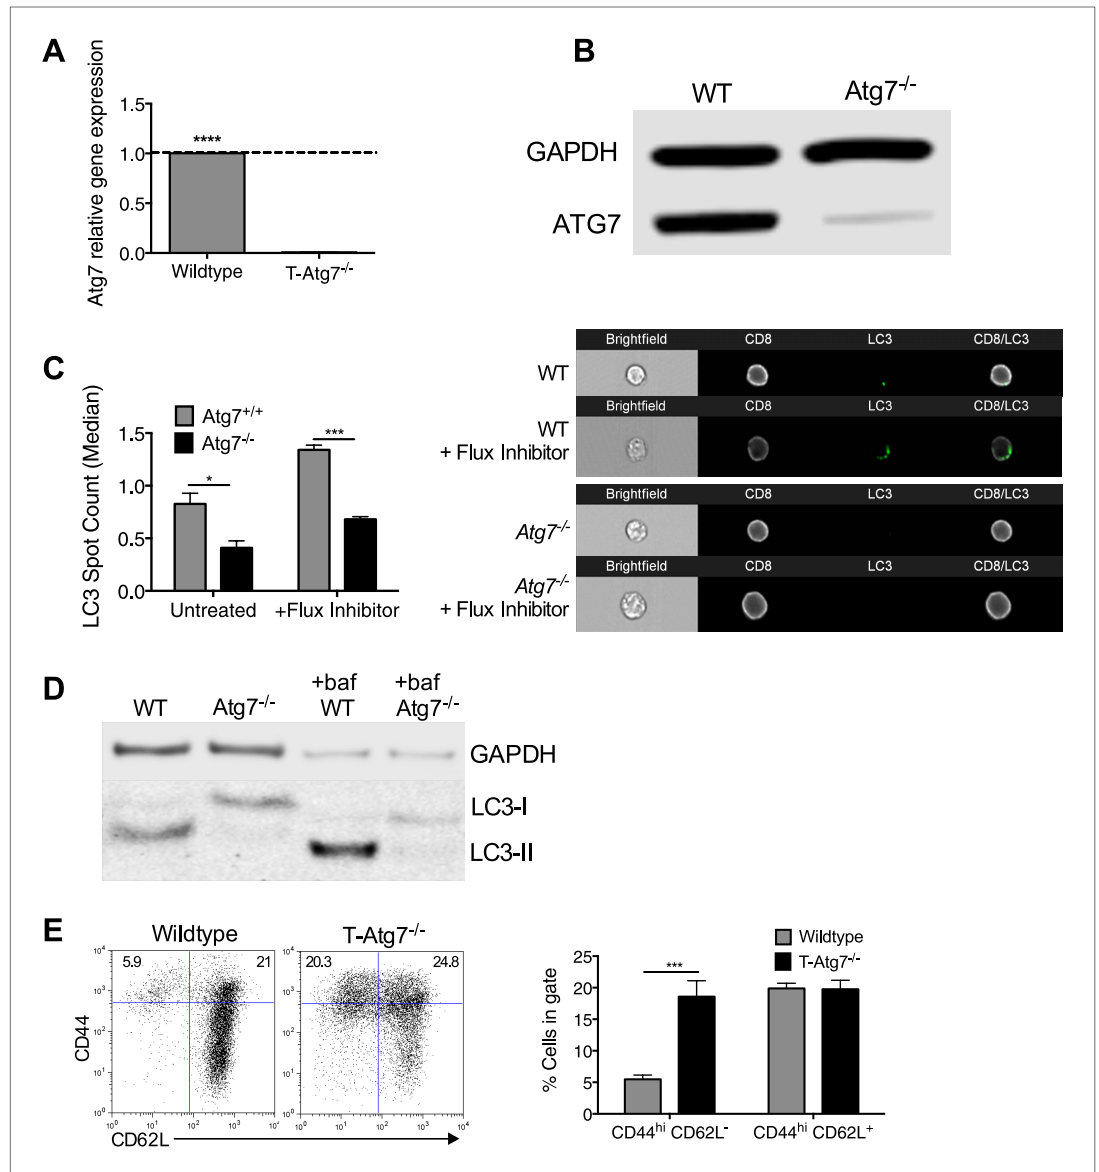 A
Atg7 relative gene expression
1.5
1.0
0.5
0.0
****
Wildtype
T-Atg7-/-
B
WT
Atg7-/-
GAPDH
ATG7
C
LC3 Spot Count (Median)
Atg7+/+
Atg7-/-
1.5
1.0
0.5
0.0
*
***
Untreated
+Flux Inhibitor
Brightfield CD8 LC3 CD8/LC3
WT
Brightfield CD8 LC3 CD8/LC3
WT
+ Flux Inhibitor
Brightfield CD8 LC3 CD8/LC3
Atg7-/-
Brightfield CD8 LC3 CD8/LC3
Atg7-/-
+ Flux Inhibitor
D
WT
Atg7-/-
+baf
WT
+baf
Atg7-/-
GAPDH
LC3-I
LC3-II
E
Wildtype
5.9
21
10⁴
10³
10²
10¹
10⁰
10⁰ 10¹ 10² 10³ 10⁴
CD44
T-Atg7-/-
20.3
24.8
10⁴
10³
10²
10¹
10⁰
10⁰ 10¹ 10² 10³ 10⁴
CD62L
Wildtype
T-Atg7-/-
% Cells in gate
25
20
15
10
5
0
***
CD44hi CD62L-
CD44hi CD62L+